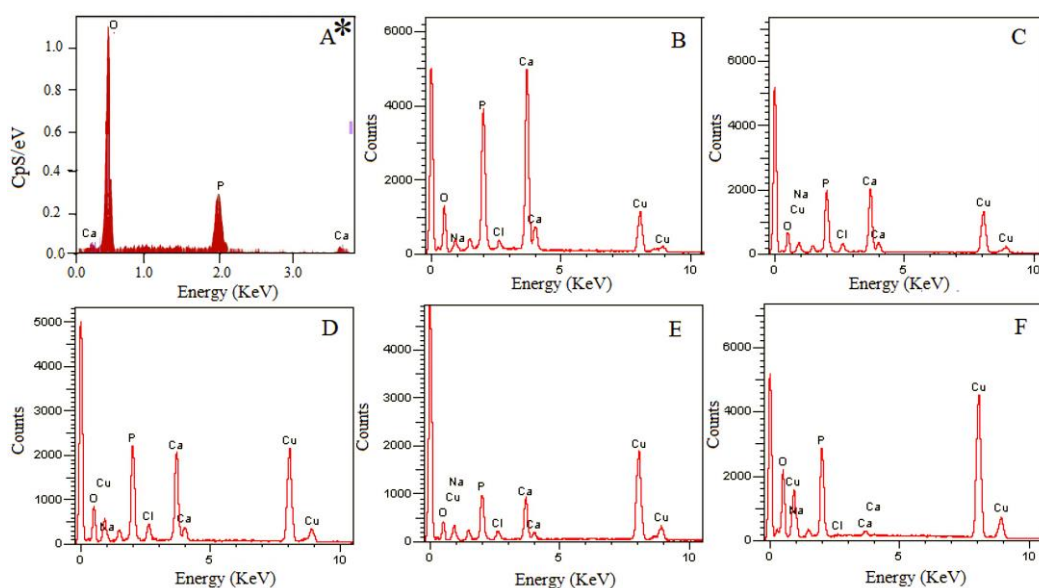 O
A*
1.0
0.8
0.6
0.4
0.2
0.0
CpS/eV
Ca
P
Ca
0.0
1.0
2.0
3.0
Energy (KeV)
B
6000
4000
2000
0
Counts
O
Na
P
Cl
Ca
Ca
Cu
Cu
0
5
10
Energy (KeV)
C
6000
4000
2000
0
Counts
Na
Cu
O
P
Cl
Ca
Ca
Cu
Cu
0
5
10
Energy (KeV)
D
5000
4000
3000
2000
1000
0
Counts
Cu
O
Na
P
Cl
Ca
Ca
Cu
Cu
0
5
10
Energy (KeV)
E
4000
3000
2000
1000
0
Counts
Na
Cu
O
P
Cl
Ca
Ca
Cu
Cu
0
5
10
Energy (KeV)
F
6000
4000
2000
0
Counts
O
Cu
Na
P
Cl
Ca
Ca
Cu
Cu
0
5
10
Energy (KeV)